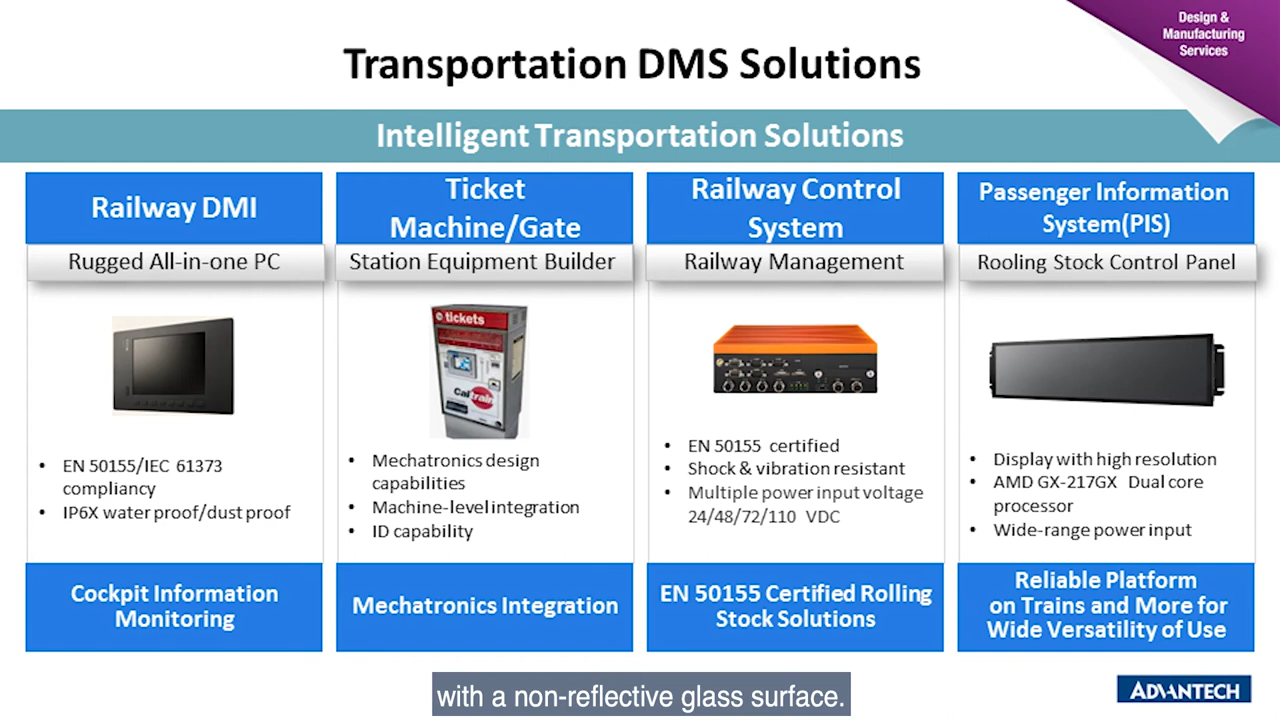 Design &
Manufacturing
Services
Transportation DMS Solutions
Intelligent Transportation Solutions
Railway DMI
Rugged All-in-one PC
• EN 50155/IEC 61373
compliancy
• IP6X water proof/dust proof
Cockpit Information
Monitoring
Ticket
Machine/Gate
Station Equipment Builder
tickets
Caltrain
• Mechatronics design
capabilities
• Machine-level integration
• ID capability
Mechatronics Integration
Railway Control
System
Railway Management
• EN 50155 certified
• Shock & vibration resistant
• Multiple power input voltage
24/48/72/110 VDC
EN 50155 Certified Rolling
Stock Solutions
Passenger Information
System(PIS)
Rooling Stock Control Panel
• Display with high resolution
• AMD GX-217GX Dual core
processor
• Wide-range power input
Reliable Platform
on Trains and More for
Wide Versatility of Use
with a non-reflective glass surface.
ADVANTECH